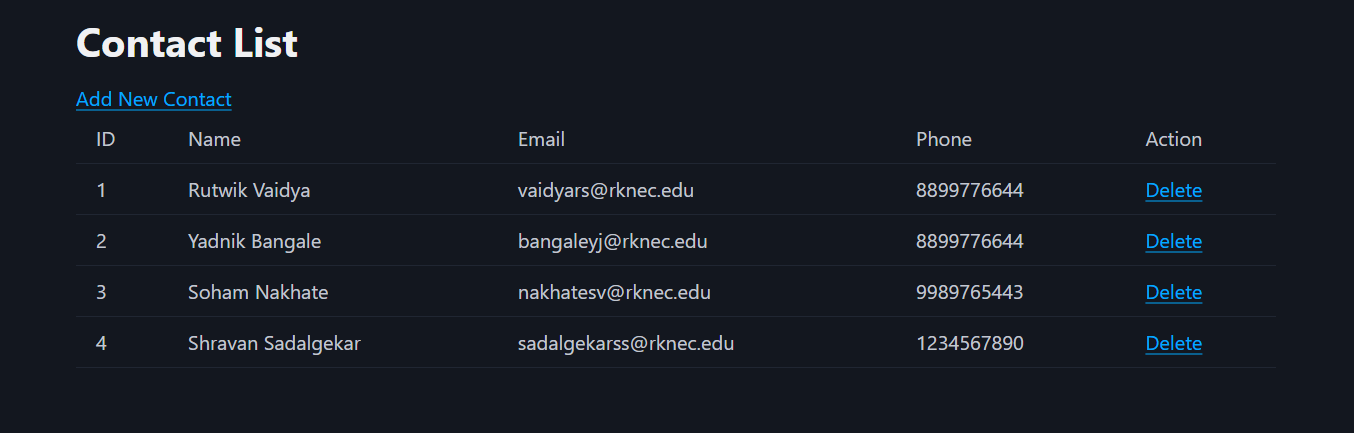 Contact List
Add New Contact
ID Name Email Phone Action
1 Rutwik Vaidya vaidyars@rknec.edu 8899776644 Delete
2 Yadnik Bangale bangaleyj@rknec.edu 8899776644 Delete
3 Soham Nakhate nakhatesv@rknec.edu 9989765443 Delete
4 Shravan Sadalgekar sadalgekarss@rknec.edu 1234567890 Delete